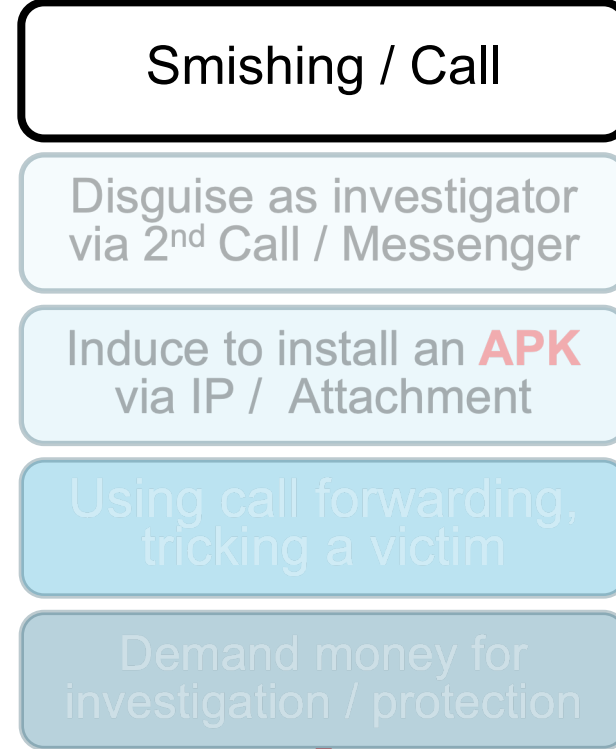 Smishing / Call
Disguise as investigator
via 2nd Call / Messenger
Induce to install an APK
via IP / Attachment
Using call forwarding,
tricking a victim
Demand money for
investigation / protection